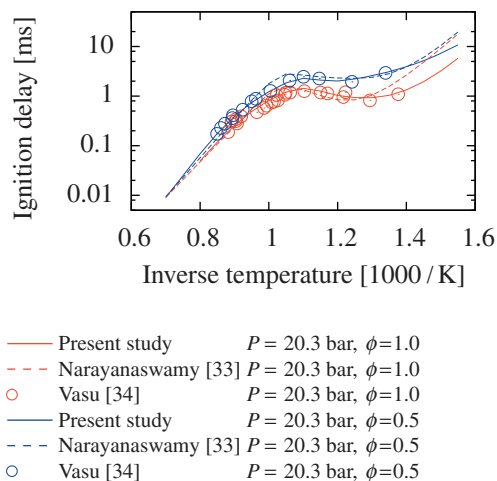 Ignition delay [ms]
10
1
0.1
0.01
0.6 0.8 1 1.2 1.4 1.6
Inverse temperature [1000 / K]
Present study P = 20.3 bar, ϕ=1.0
Narayanaswamy [33] P = 20.3 bar, ϕ=1.0
Vasu [34] P = 20.3 bar, ϕ=1.0
Present study P = 20.3 bar, ϕ=0.5
Narayanaswamy [33] P = 20.3 bar, ϕ=0.5
Vasu [34] P = 20.3 bar, ϕ=0.5